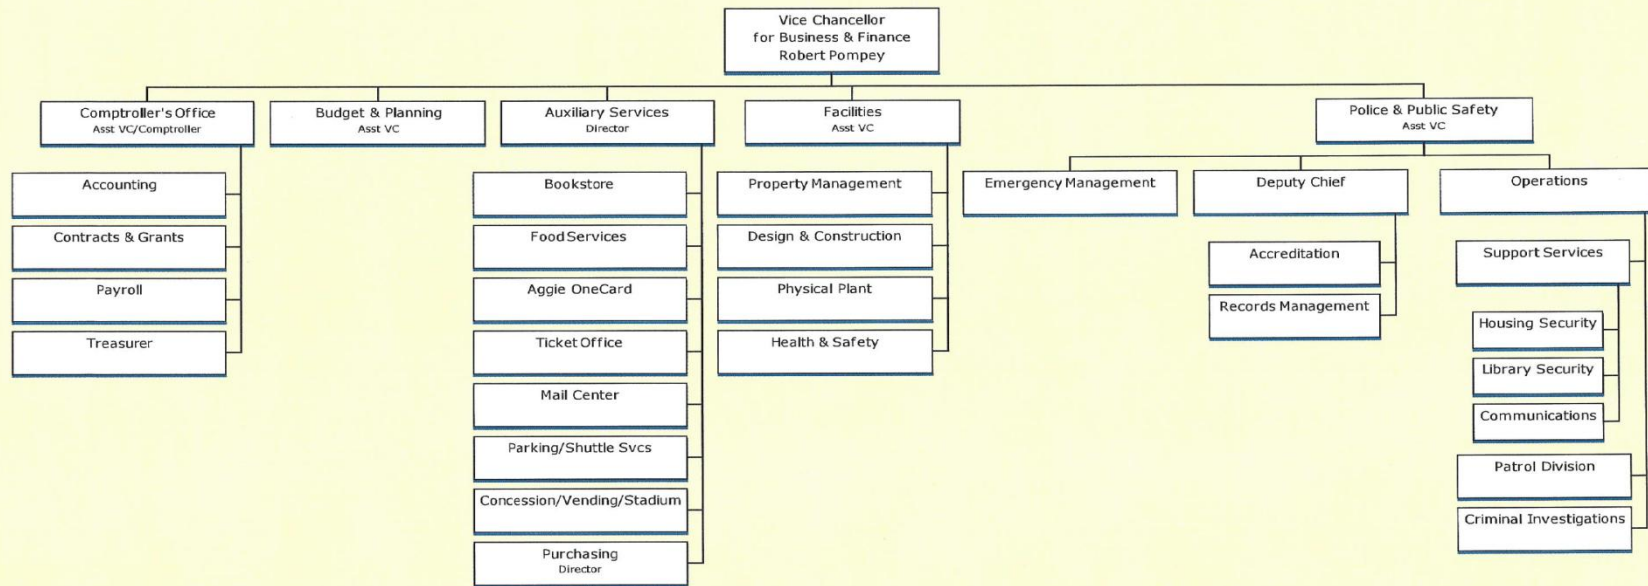 Vice Chancellor
for Business & Finance
Robert Pompey
Comptroller's Office
Asst VC/Comptroller
Budget & Planning
Asst VC
Auxiliary Services
Director
Facilities
Asst VC
Police & Public Safety
Asst VC
Accounting
Contracts & Grants
Payroll
Treasurer
Bookstore
Food Services
Aggie OneCard
Ticket Office
Mail Center
Parking/Shuttle Svcs
Concession/Vending/Stadium
Purchasing
Director
Property Management
Design & Construction
Physical Plant
Health & Safety
Emergency Management
Deputy Chief
Accreditation
Records Management
Operations
Support Services
Housing Security
Library Security
Communications
Patrol Division
Criminal Investigations